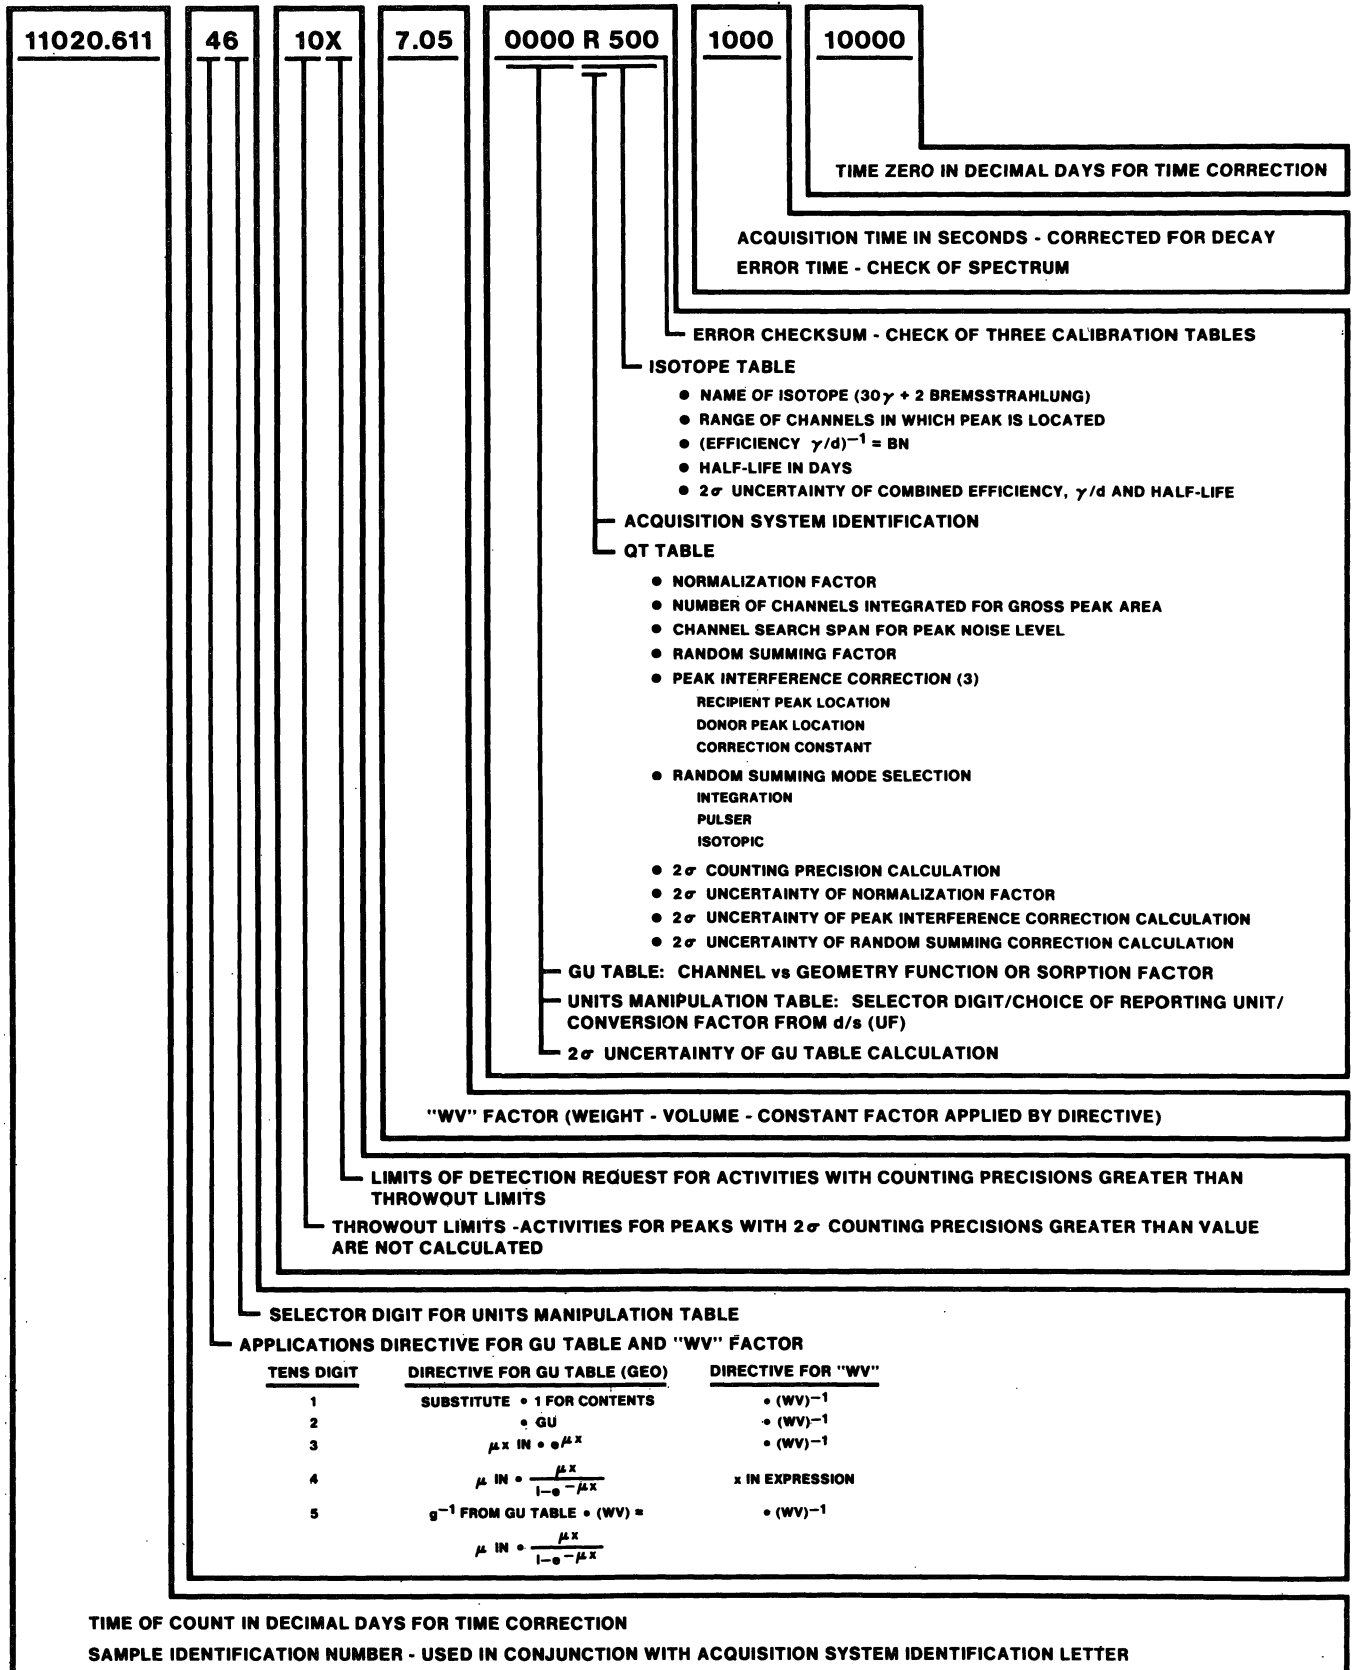 11020.611 46 10X 7.05 0000 R 500 1000 10000
TIME ZERO IN DECIMAL DAYS FOR TIME CORRECTION
ACQUISITION TIME IN SECONDS - CORRECTED FOR DECAY
ERROR TIME - CHECK OF SPECTRUM
ERROR CHECKSUM - CHECK OF THREE CALIBRATION TABLES
ISOTOPE TABLE
● NAME OF ISOTOPE (30γ + 2 BREMSSTRAHLUNG)
● RANGE OF CHANNELS IN WHICH PEAK IS LOCATED
● (EFFICIENCY γ/d)⁻¹ = BN
● HALF-LIFE IN DAYS
● 2σ UNCERTAINTY OF COMBINED EFFICIENCY, γ/d AND HALF-LIFE
ACQUISITION SYSTEM IDENTIFICATION
QT TABLE
● NORMALIZATION FACTOR
● NUMBER OF CHANNELS INTEGRATED FOR GROSS PEAK AREA
● CHANNEL SEARCH SPAN FOR PEAK NOISE LEVEL
● RANDOM SUMMING FACTOR
● PEAK INTERFERENCE CORRECTION (3)
RECIPIENT PEAK LOCATION
DONOR PEAK LOCATION
CORRECTION CONSTANT
● RANDOM SUMMING MODE SELECTION
INTEGRATION
PULSER
ISOTOPIC
● 2σ COUNTING PRECISION CALCULATION
● 2σ UNCERTAINTY OF NORMALIZATION FACTOR
● 2σ UNCERTAINTY OF PEAK INTERFERENCE CORRECTION CALCULATION
● 2σ UNCERTAINTY OF RANDOM SUMMING CORRECTION CALCULATION
GU TABLE: CHANNEL vs GEOMETRY FUNCTION OR SORPTION FACTOR
UNITS MANIPULATION TABLE: SELECTOR DIGIT/CHOICE OF REPORTING UNIT/
CONVERSION FACTOR FROM d/s (UF)
2σ UNCERTAINTY OF GU TABLE CALCULATION
"WV" FACTOR (WEIGHT - VOLUME - CONSTANT FACTOR APPLIED BY DIRECTIVE)
LIMITS OF DETECTION REQUEST FOR ACTIVITIES WITH COUNTING PRECISIONS GREATER THAN
THROWOUT LIMITS
THROWOUT LIMITS -ACTIVITIES FOR PEAKS WITH 2σ COUNTING PRECISIONS GREATER THAN VALUE
ARE NOT CALCULATED
SELECTOR DIGIT FOR UNITS MANIPULATION TABLE
APPLICATIONS DIRECTIVE FOR GU TABLE AND "WV" FACTOR
TENS DIGIT DIRECTIVE FOR GU TABLE (GEO) DIRECTIVE FOR "WV"
1 SUBSTITUTE • 1 FOR CONTENTS • (WV)⁻¹
2 • GU • (WV)⁻¹
3 μx IN • e^μx • (WV)⁻¹
4 μ IN • μx / 1-e^-μx x IN EXPRESSION
5 g⁻¹ FROM GU TABLE • (WV) = • (WV)⁻¹
μ IN • μx / 1-e^-μx
TIME OF COUNT IN DECIMAL DAYS FOR TIME CORRECTION
SAMPLE IDENTIFICATION NUMBER - USED IN CONJUNCTION WITH ACQUISITION SYSTEM IDENTIFICATION LETTER